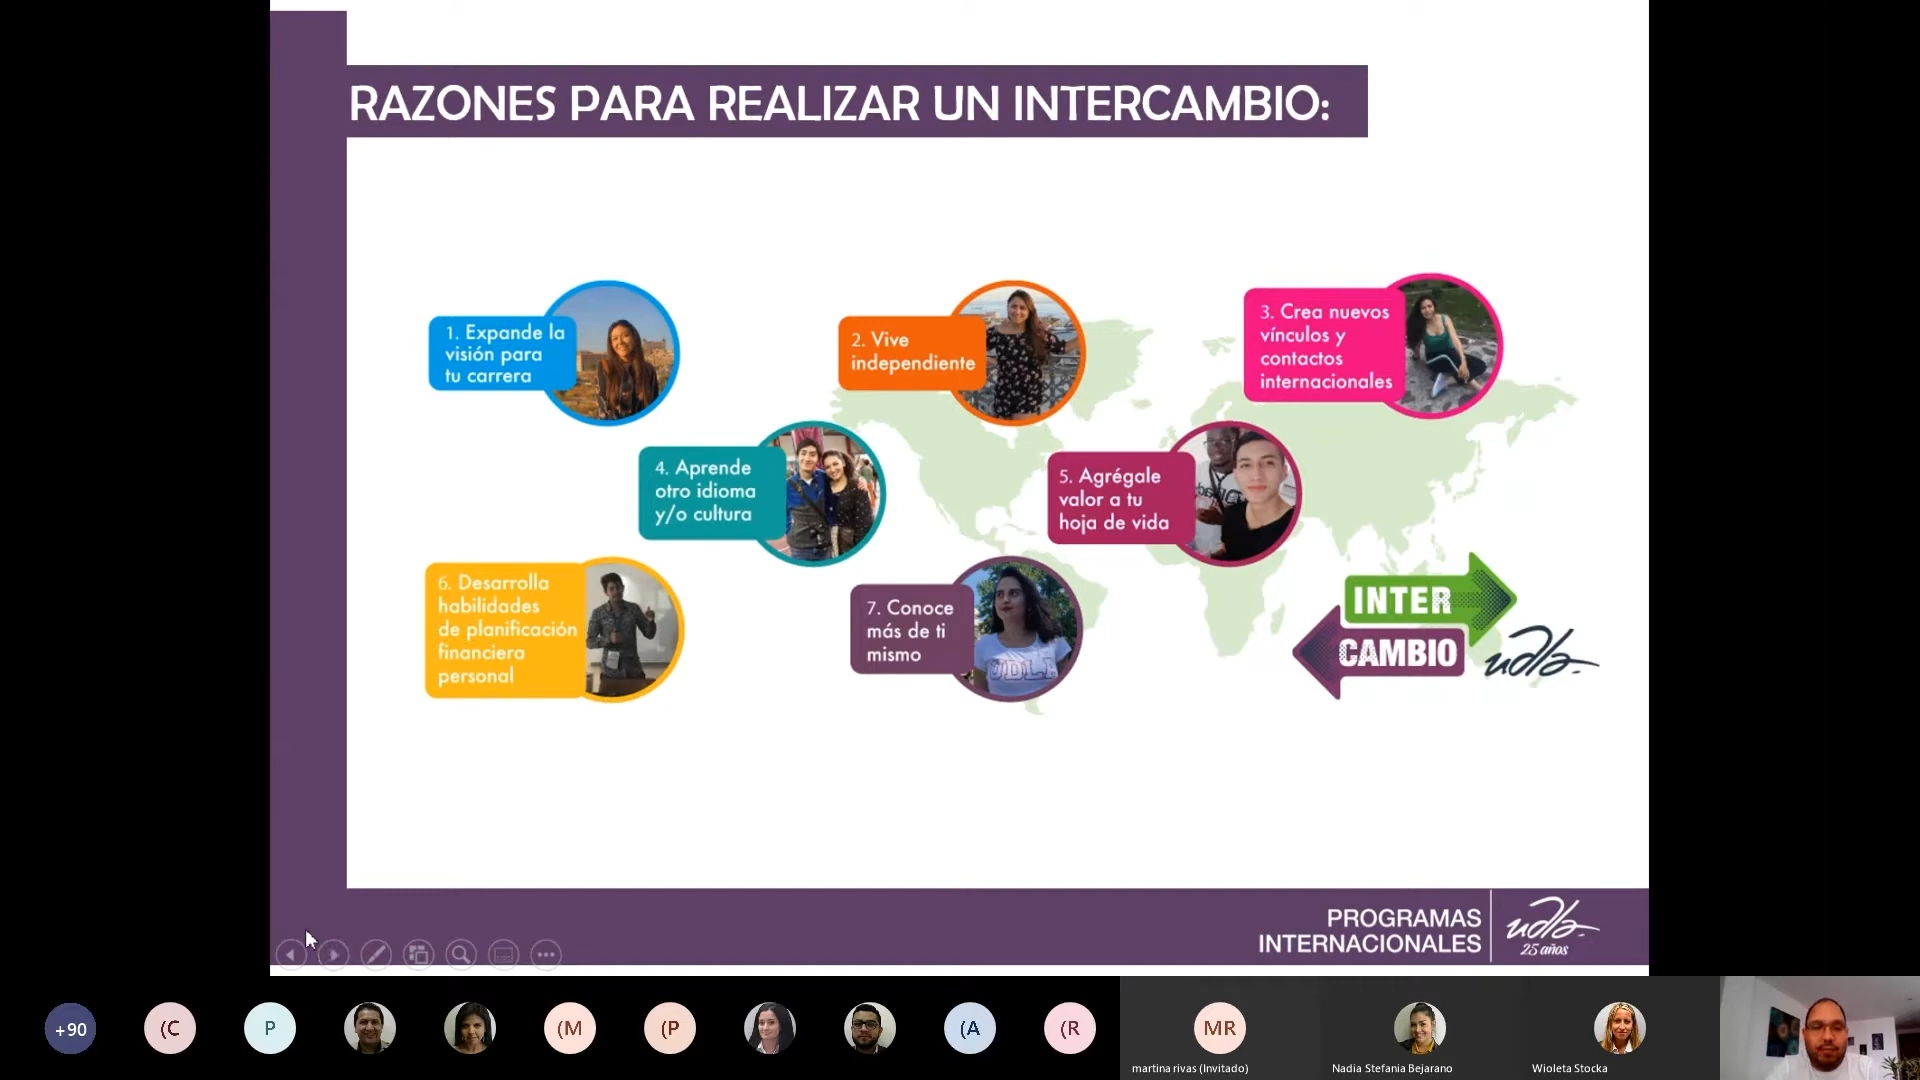 RAZONES PARA REALIZAR UN INTERCAMBIO:
1. Expande la
visión para
tu carrera
2. Vive
independiente
3. Crea nuevos
vínculos y
contactos
internacionales
4. Aprende
otro idioma
y/o cultura
5. Agrégale
valor a tu
hoja de vida
6. Desarrolla
habilidades
de planificación
financiera
personal
7. Conoce
más de ti
mismo
UDLA
INTER
CAMBIO
udla-
PROGRAMAS
INTERNACIONALES
udla-
25 años
+90
(C
P
(M
(P
(A
(R
MR
martina rivas (Invitado)
Nadia Stefania Bejarano
Wioleta Stocka